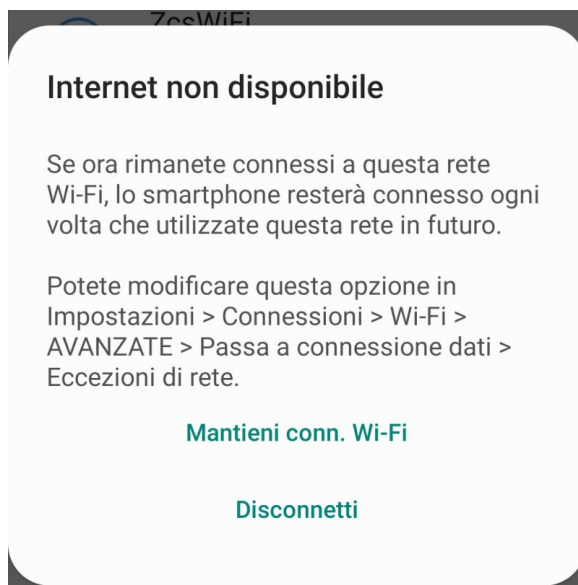 ZcsWiFi
Internet non disponibile
Se ora rimanete connessi a questa rete
Wi-Fi, lo smartphone resterà connesso ogni
volta che utilizzate questa rete in futuro.
Potete modificare questa opzione in
Impostazioni > Connessioni > Wi-Fi >
AVANZATE > Passa a connessione dati >
Eccezioni di rete.
Mantieni conn. Wi-Fi
Disconnetti